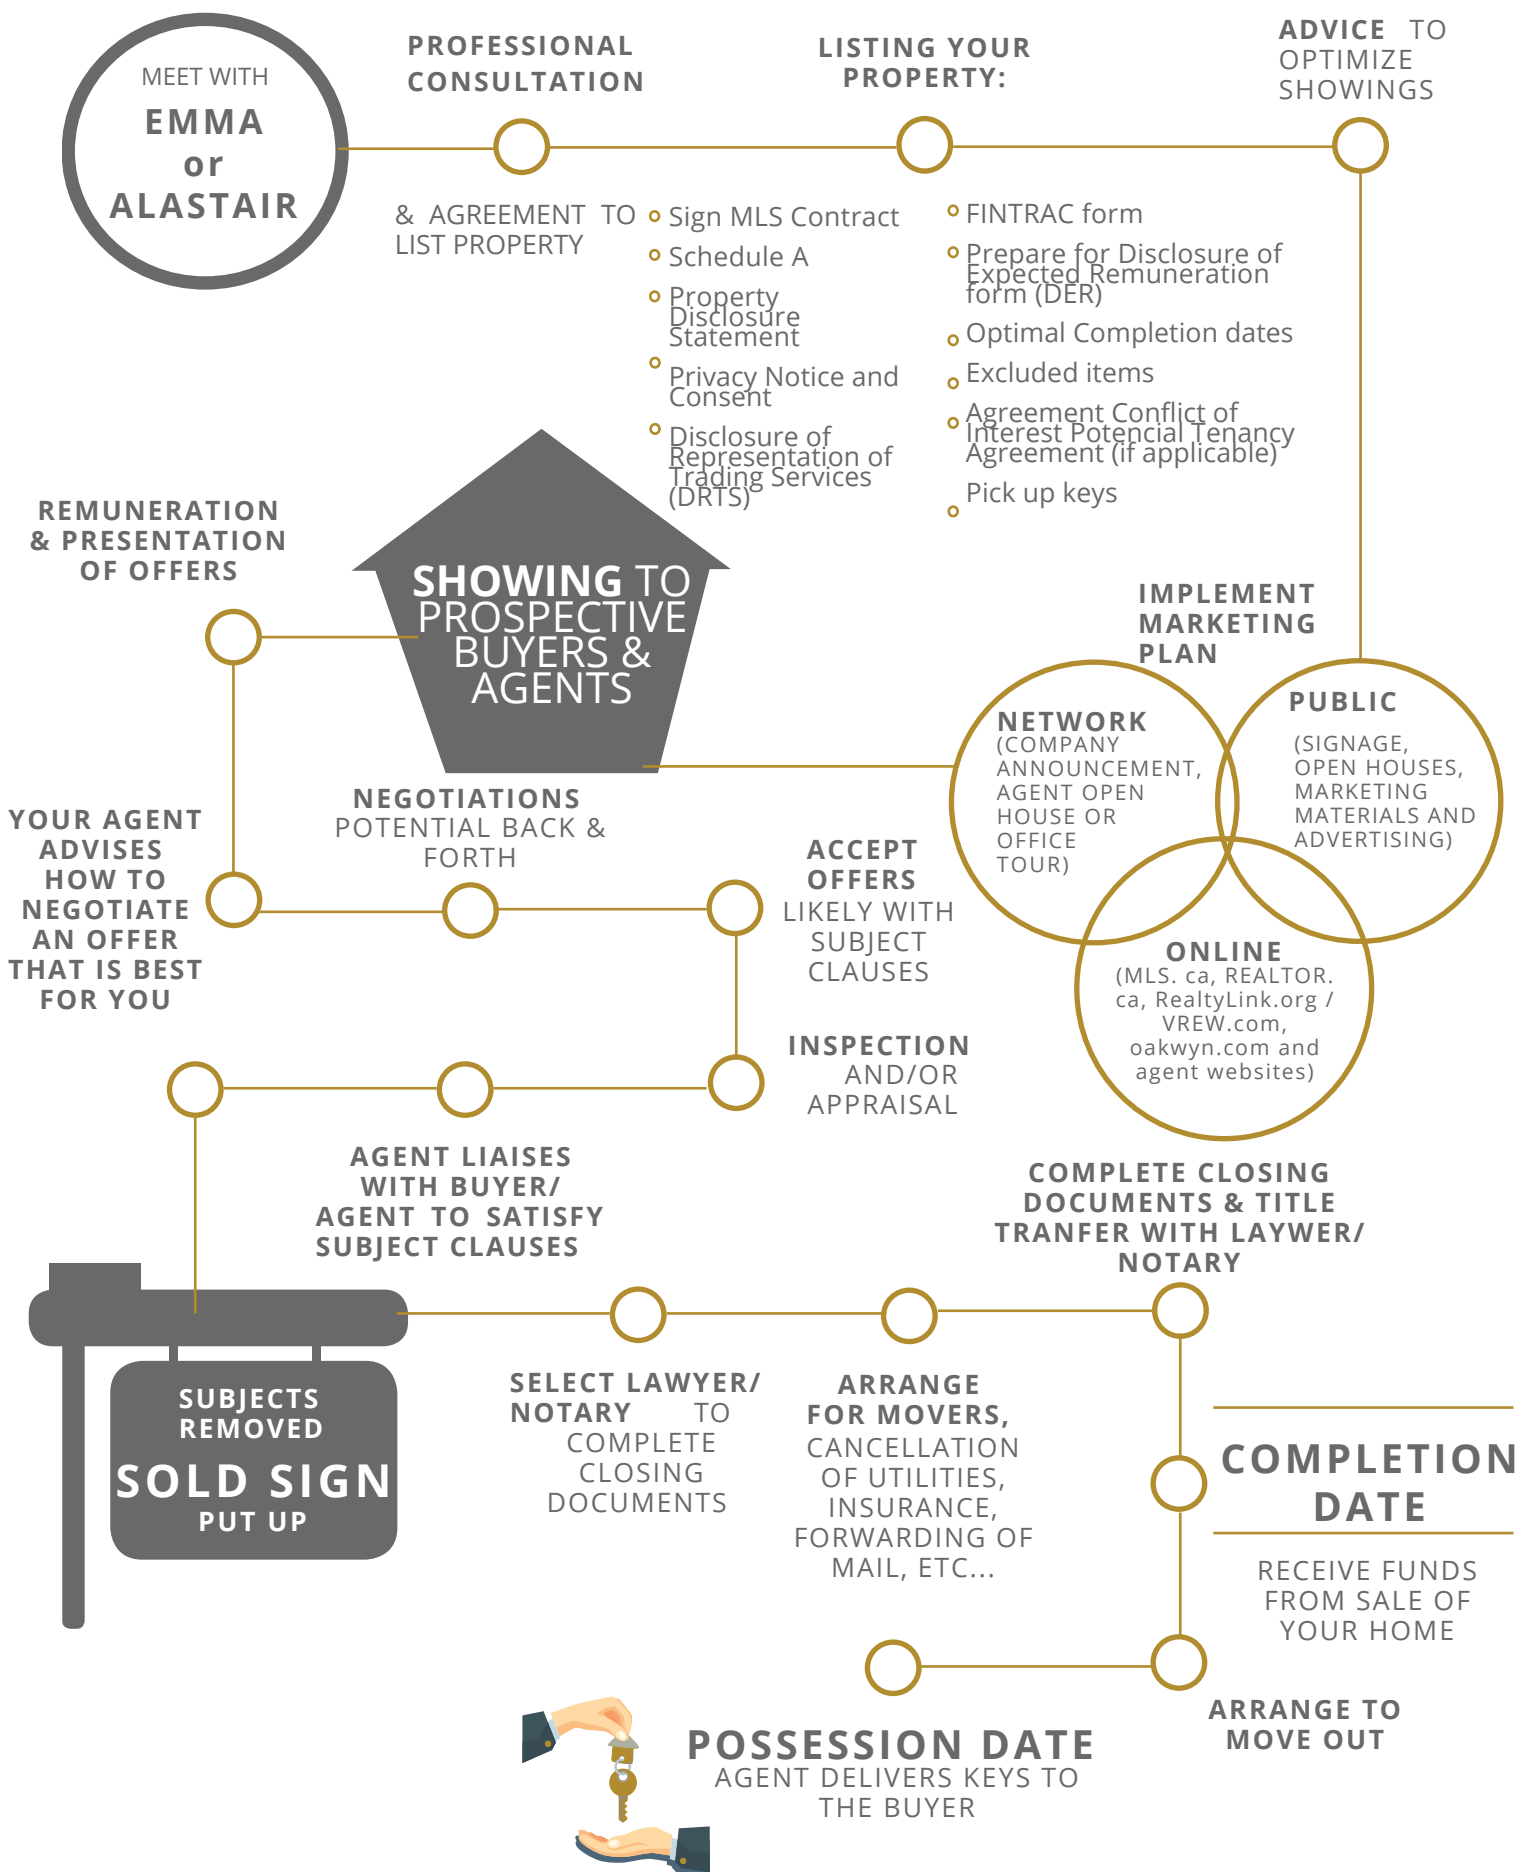 MEET WITH
EMMA
or
ALASTAIR
PROFESSIONAL
CONSULTATION
& AGREEMENT TO
LIST PROPERTY
LISTING YOUR
PROPERTY:
Sign MLS Contract
Schedule A
Property
Disclosure
Statement
Privacy Notice and
Consent
Disclosure of
Representation of
Trading Services
(DRTS)
FINTRAC form
Prepare for Disclosure of
Expected Remuneration
form (DER)
Optimal Completion dates
Excluded items
Agreement Conflict of
Interest Potencial Tenancy
Agreement (if applicable)
Pick up keys
ADVICE TO
OPTIMIZE
SHOWINGS
IMPLEMENT
MARKETING
PLAN
NETWORK
(COMPANY
ANNOUNCEMENT,
AGENT OPEN
HOUSE OR
OFFICE
TOUR)
PUBLIC
(SIGNAGE,
OPEN HOUSES,
MARKETING
MATERIALS AND
ADVERTISING)
ONLINE
(MLS. ca, REALTOR.
ca, RealtyLink.org /
VREW.com,
oakwyn.com and
agent websites)
SHOWING TO
PROSPECTIVE
BUYERS &
AGENTS
REMUNERATION
& PRESENTATION
OF OFFERS
YOUR AGENT
ADVISES
HOW TO
NEGOTIATE
AN OFFER
THAT IS BEST
FOR YOU
NEGOTIATIONS
POTENTIAL BACK &
FORTH
ACCEPT
OFFERS
LIKELY WITH
SUBJECT
CLAUSES
INSPECTION
AND/OR
APPRAISAL
AGENT LIAISES
WITH BUYER/
AGENT TO SATISFY
SUBJECT CLAUSES
SUBJECTS
REMOVED
SOLD SIGN
PUT UP
SELECT LAWYER/
NOTARY TO
COMPLETE
CLOSING
DOCUMENTS
ARRANGE
FOR MOVERS,
CANCELLATION
OF UTILITIES,
INSURANCE,
FORWARDING OF
MAIL, ETC...
COMPLETE CLOSING
DOCUMENTS & TITLE
TRANFER WITH LAYWER/
NOTARY
COMPLETION
DATE
RECEIVE FUNDS
FROM SALE OF
YOUR HOME
ARRANGE TO
MOVE OUT
POSSESSION DATE
AGENT DELIVERS KEYS TO
THE BUYER